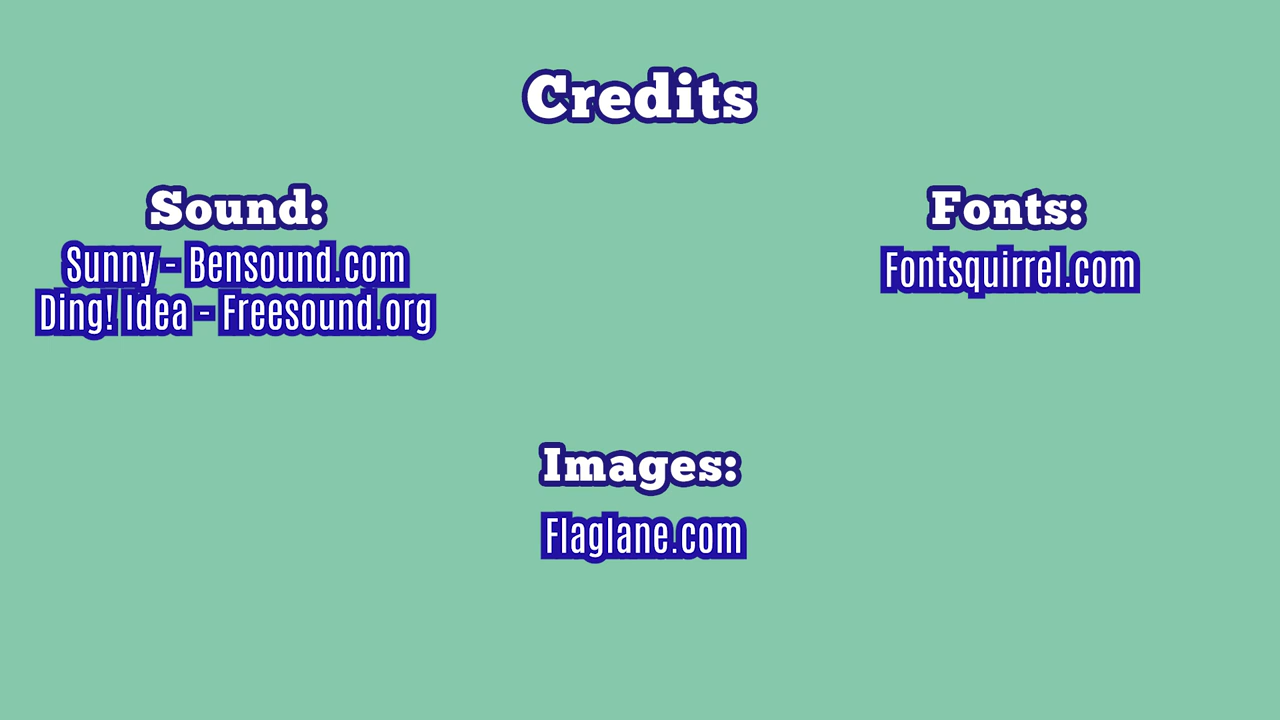 Credits
Sound:
Sunny - Bensound.com
Ding! Idea - Freesound.org
Fonts:
Fontsquirrel.com
Images:
Flaglane.com